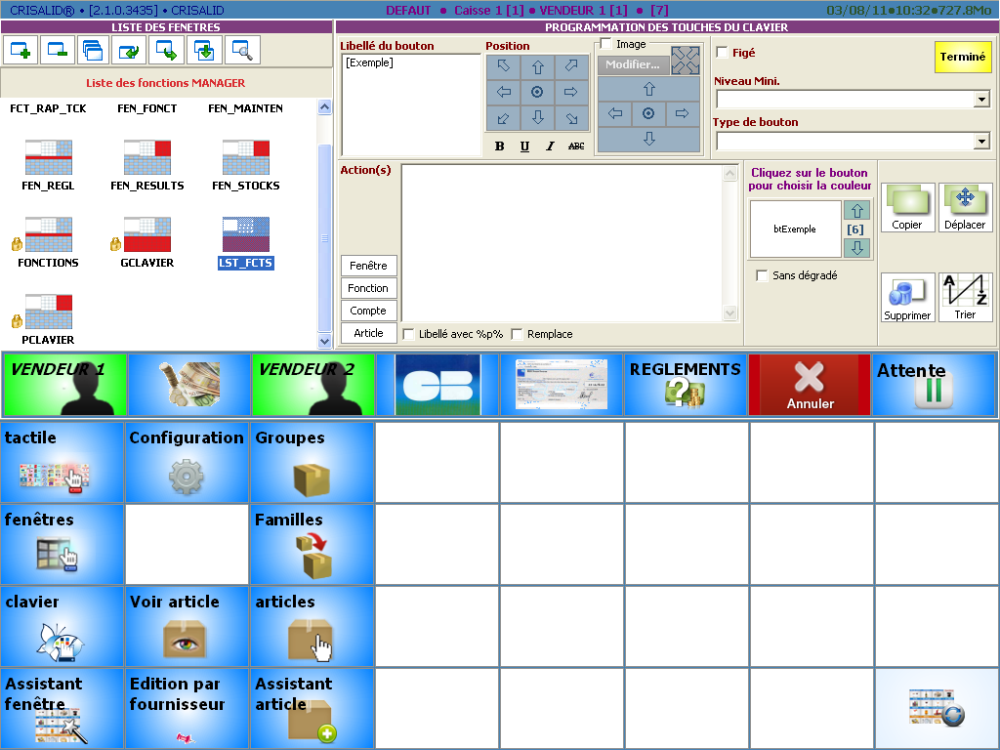 CRISALID® • [2.1.0.3435] • CRISALID
DEFAUT • Caisse 1 [1] • VENDEUR 1 [1] • [7]
03/08/11•10:32•727.8Mo
LISTE DES FENETRES
PROGRAMMATION DES TOUCHES DU CLAVIER
Liste des fonctions MANAGER
FCT_RAP_TCK
FEN_FONCT
FEN_MAINTEN
FEN_REGL
FEN_RESULTS
FEN_STOCKS
FONCTIONS
GCLAVIER
LST_FCTS
PCLAVIER
Libellé du bouton
[Exemple]
Position
B U I ABC
Image
Modifier...
Figé
Terminé
Niveau Mini.
Type de bouton
Action(s)
Fenêtre
Fonction
Compte
Article
Libellé avec %p%
Remplace
Cliquez sur le bouton
pour choisir la couleur
btExemple
[6]
Sans dégradé
Copier
Déplacer
Supprimer
A
Z
Trier
VENDEUR 1
VENDEUR 2
CB
REGLEMENTS
Annuler
Attente
tactile
Configuration
Groupes
fenêtres
Familles
clavier
Voir article
articles
Assistant
fenêtre
Edition par
fournisseur
Assistant
article